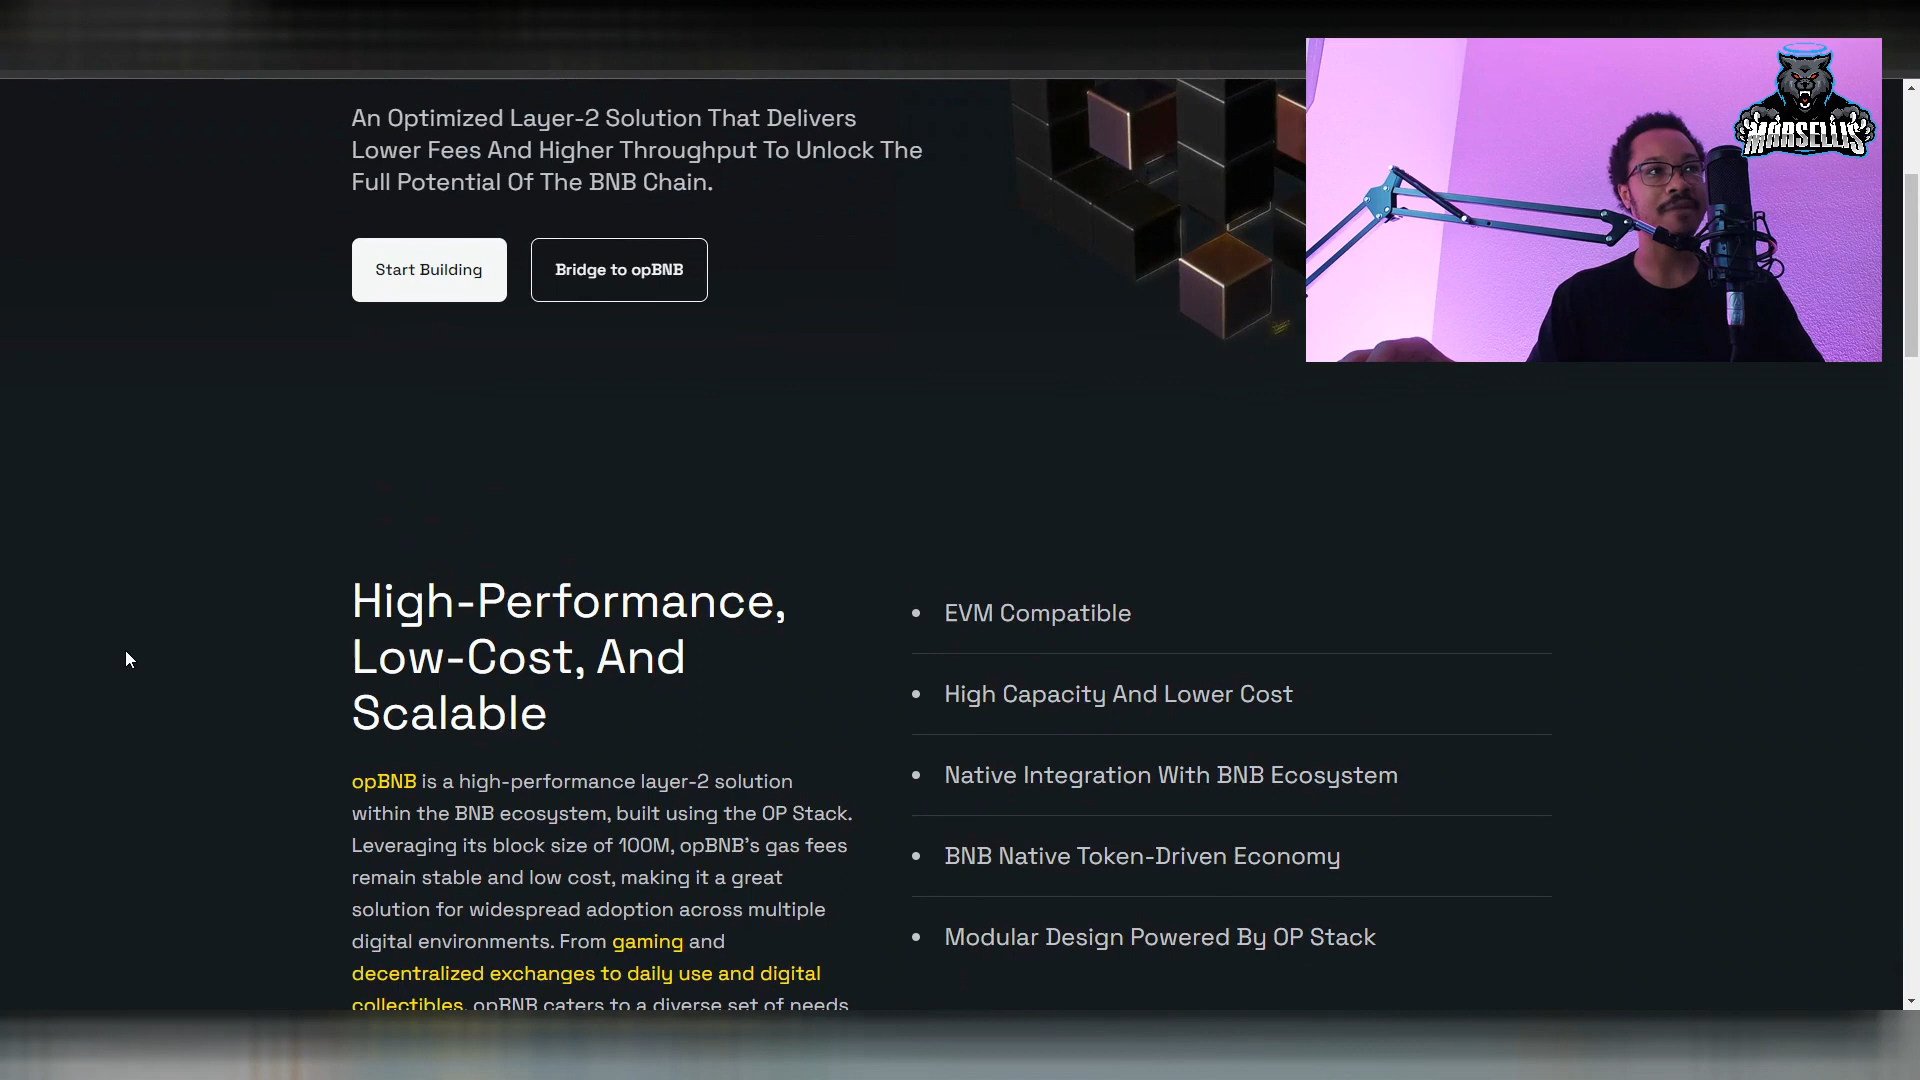 An Optimized Layer-2 Solution That Delivers
Lower Fees And Higher Throughput To Unlock The
Full Potential Of The BNB Chain.
Start Building
Bridge to opBNB
MARSELLIS
High-Performance,
Low-Cost, And
Scalable
opBNB is a high-performance layer-2 solution
within the BNB ecosystem, built using the OP Stack.
Leveraging its block size of 100M, opBNB's gas fees
remain stable and low cost, making it a great
solution for widespread adoption across multiple
digital environments. From gaming and
decentralized exchanges to daily use and digital
collectibles, opBNB caters to a diverse set of needs
EVM Compatible
High Capacity And Lower Cost
Native Integration With BNB Ecosystem
BNB Native Token-Driven Economy
Modular Design Powered By OP Stack